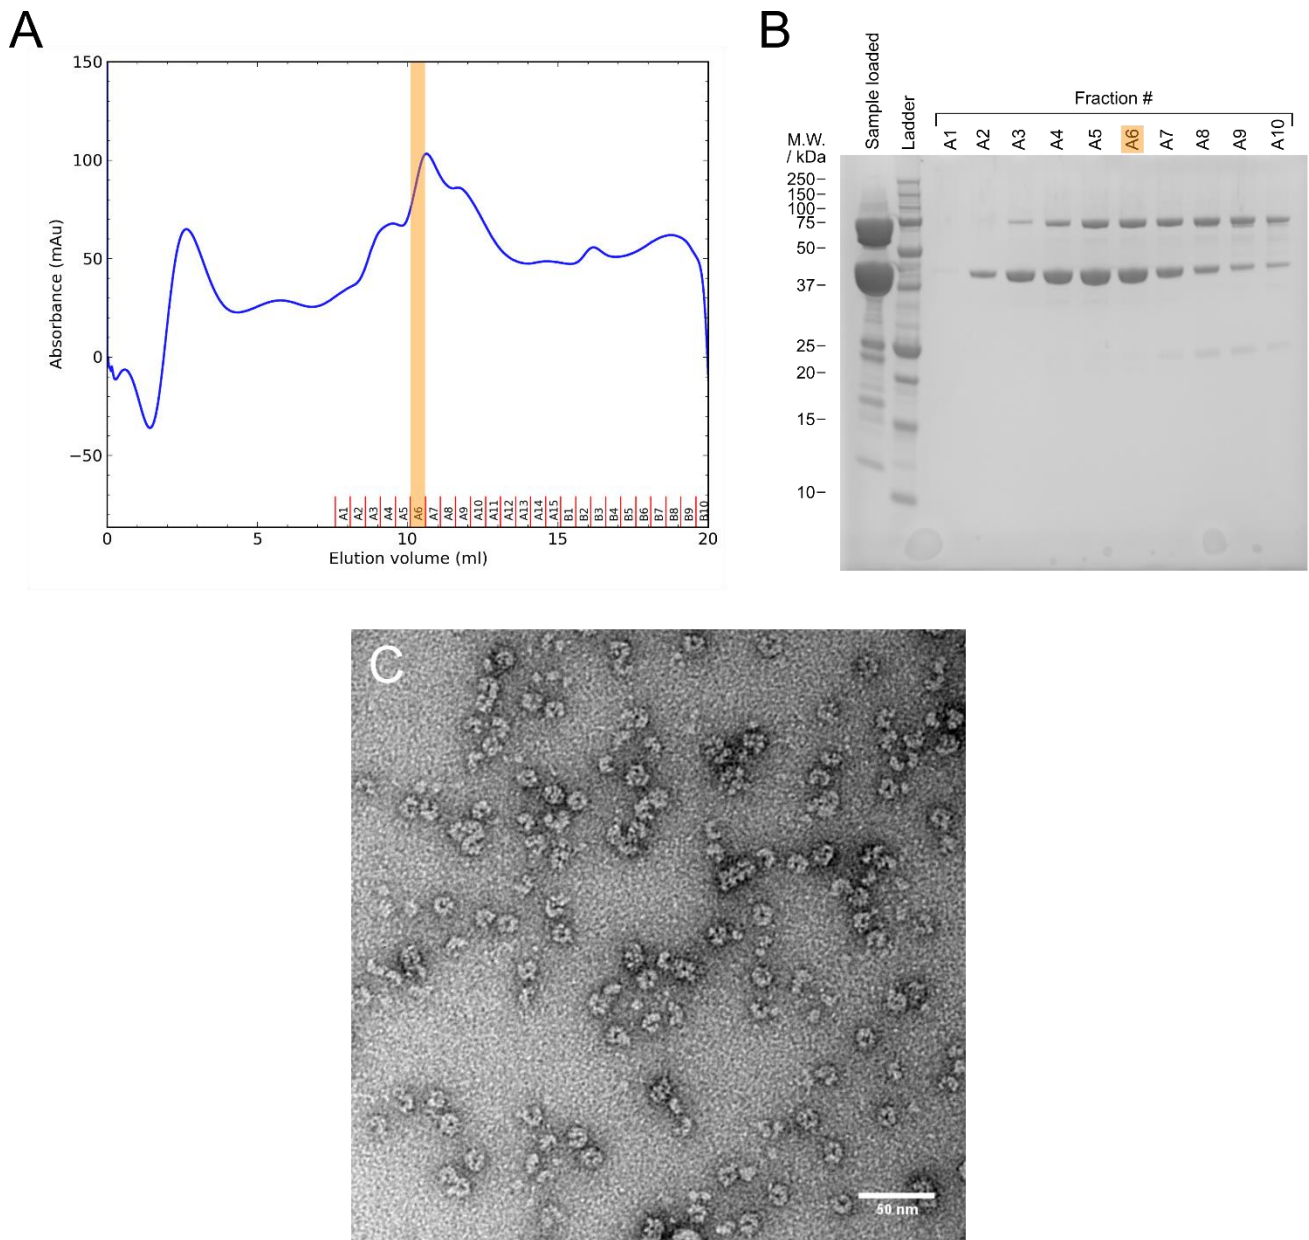 A
150
100
50
0
−50
Absorbance (mAu)
A1 A2 A3 A4 A5 A6 A7 A8 A9 A10 A11 A12 A13 A14 A15 B1 B2 B3 B4 B5 B6 B7 B8 B9 B10
0 5 10 15 20
Elution volume (ml)
B
Sample loaded
Ladder
Fraction #
A1 A2 A3 A4 A5 A6 A7 A8 A9 A10
M.W.
/ kDa
250–
150–
100–
75–
50–
37–
25–
20–
15–
10–
C
50 nm